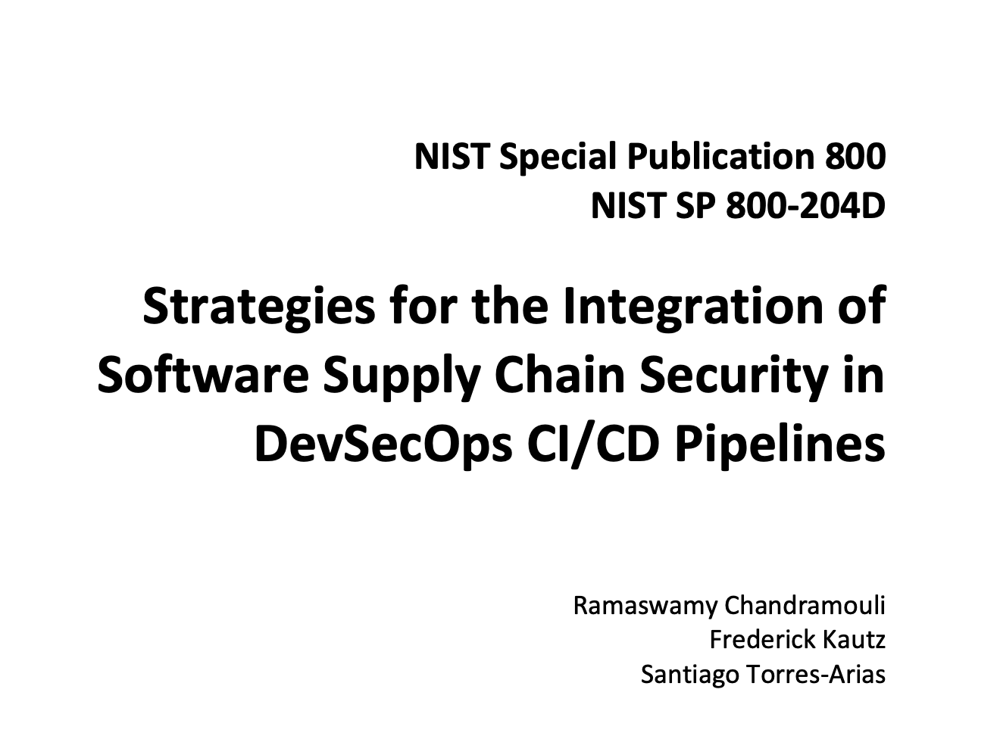 NIST Special Publication 800
NIST SP 800-204D
Strategies for the Integration of
Software Supply Chain Security in
DevSecOps CI/CD Pipelines
Ramaswamy Chandramouli
Frederick Kautz
Santiago Torres-Arias